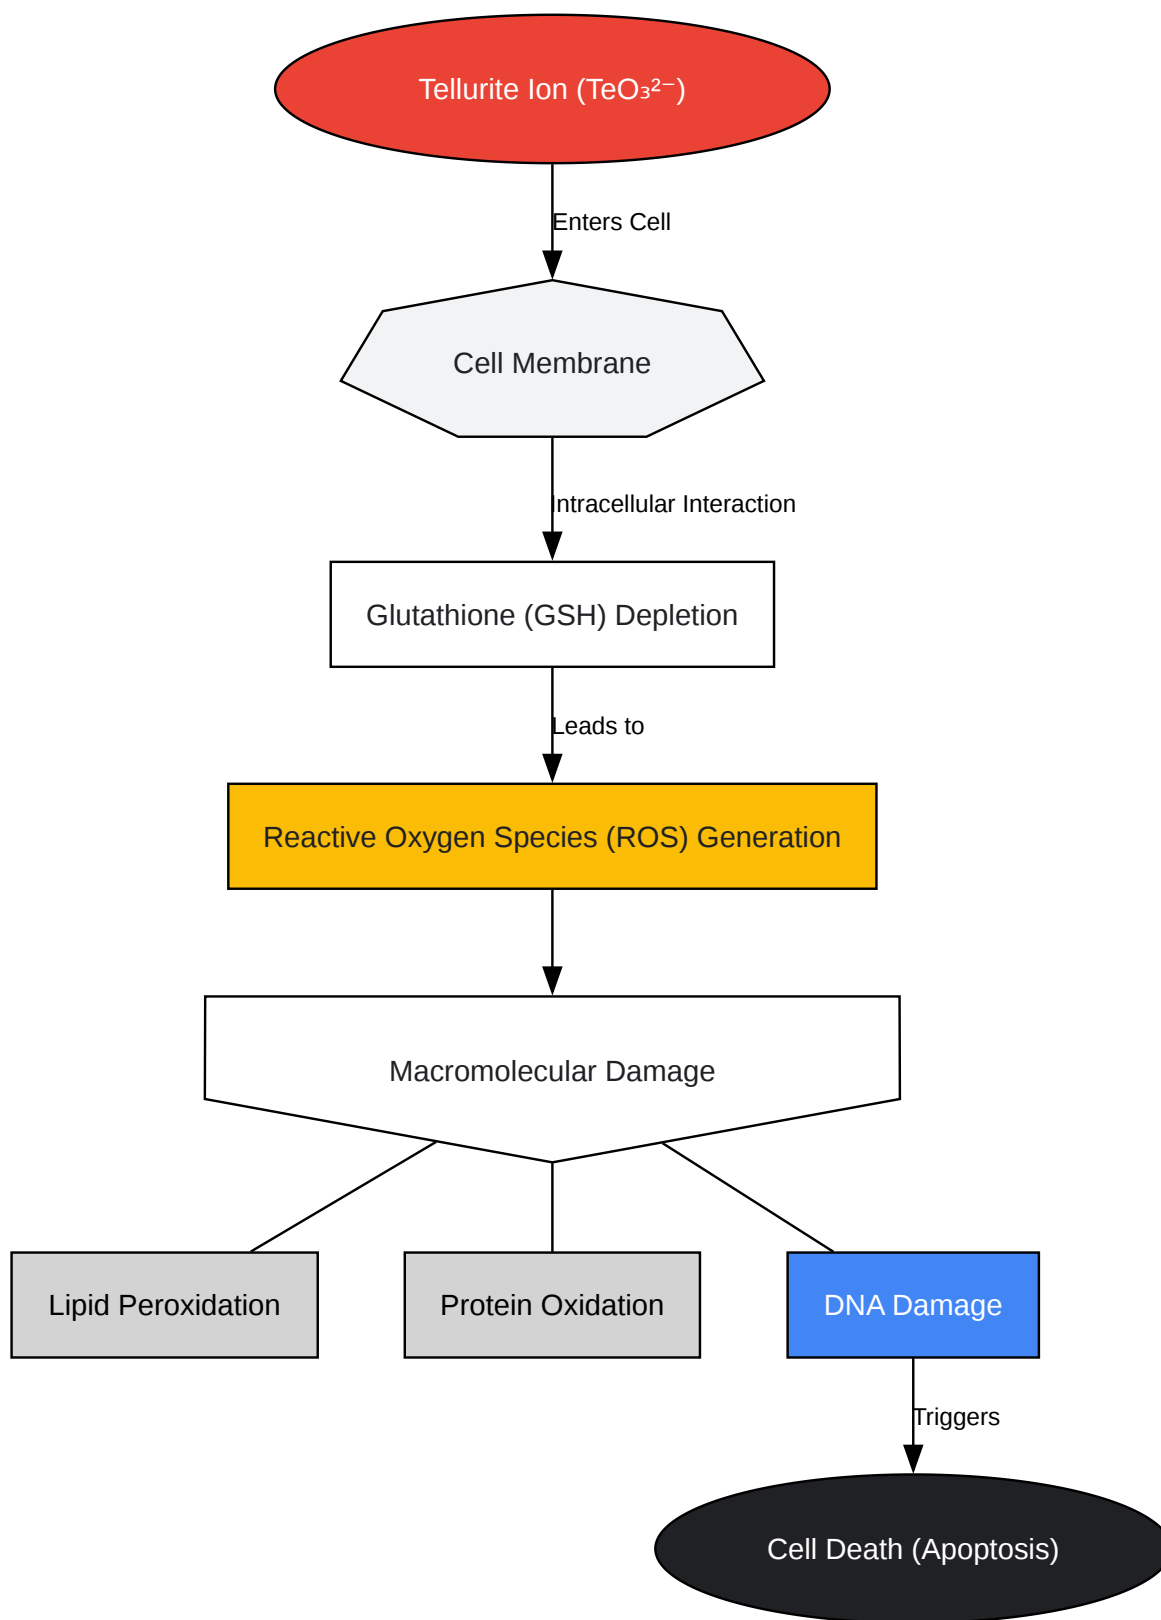 Tellurite Ion (TeO₃²⁻)
Enters Cell
Cell Membrane
Intracellular Interaction
Glutathione (GSH) Depletion
Leads to
Reactive Oxygen Species (ROS) Generation
Macromolecular Damage
Lipid Peroxidation
Protein Oxidation
DNA Damage
Triggers
Cell Death (Apoptosis)